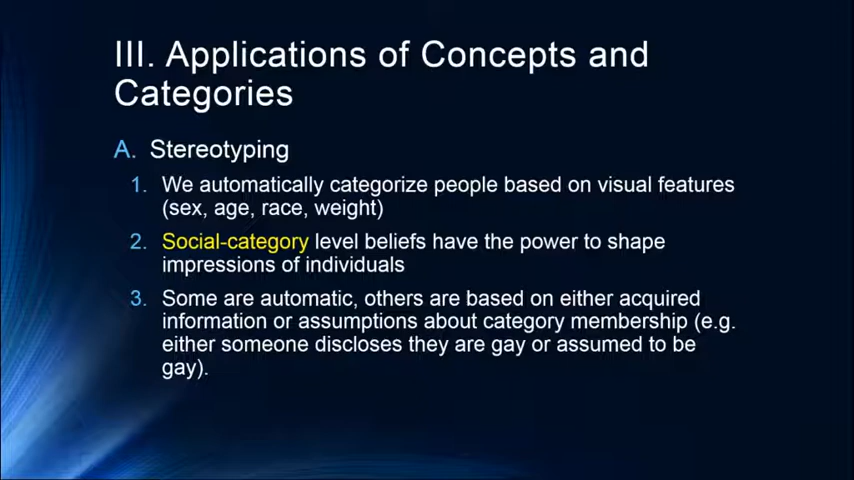 III. Applications of Concepts and
Categories
A. Stereotyping
1. We automatically categorize people based on visual features
(sex, age, race, weight)
2. Social-category level beliefs have the power to shape
impressions of individuals
3. Some are automatic, others are based on either acquired
information or assumptions about category membership (e.g.
either someone discloses they are gay or assumed to be
gay).